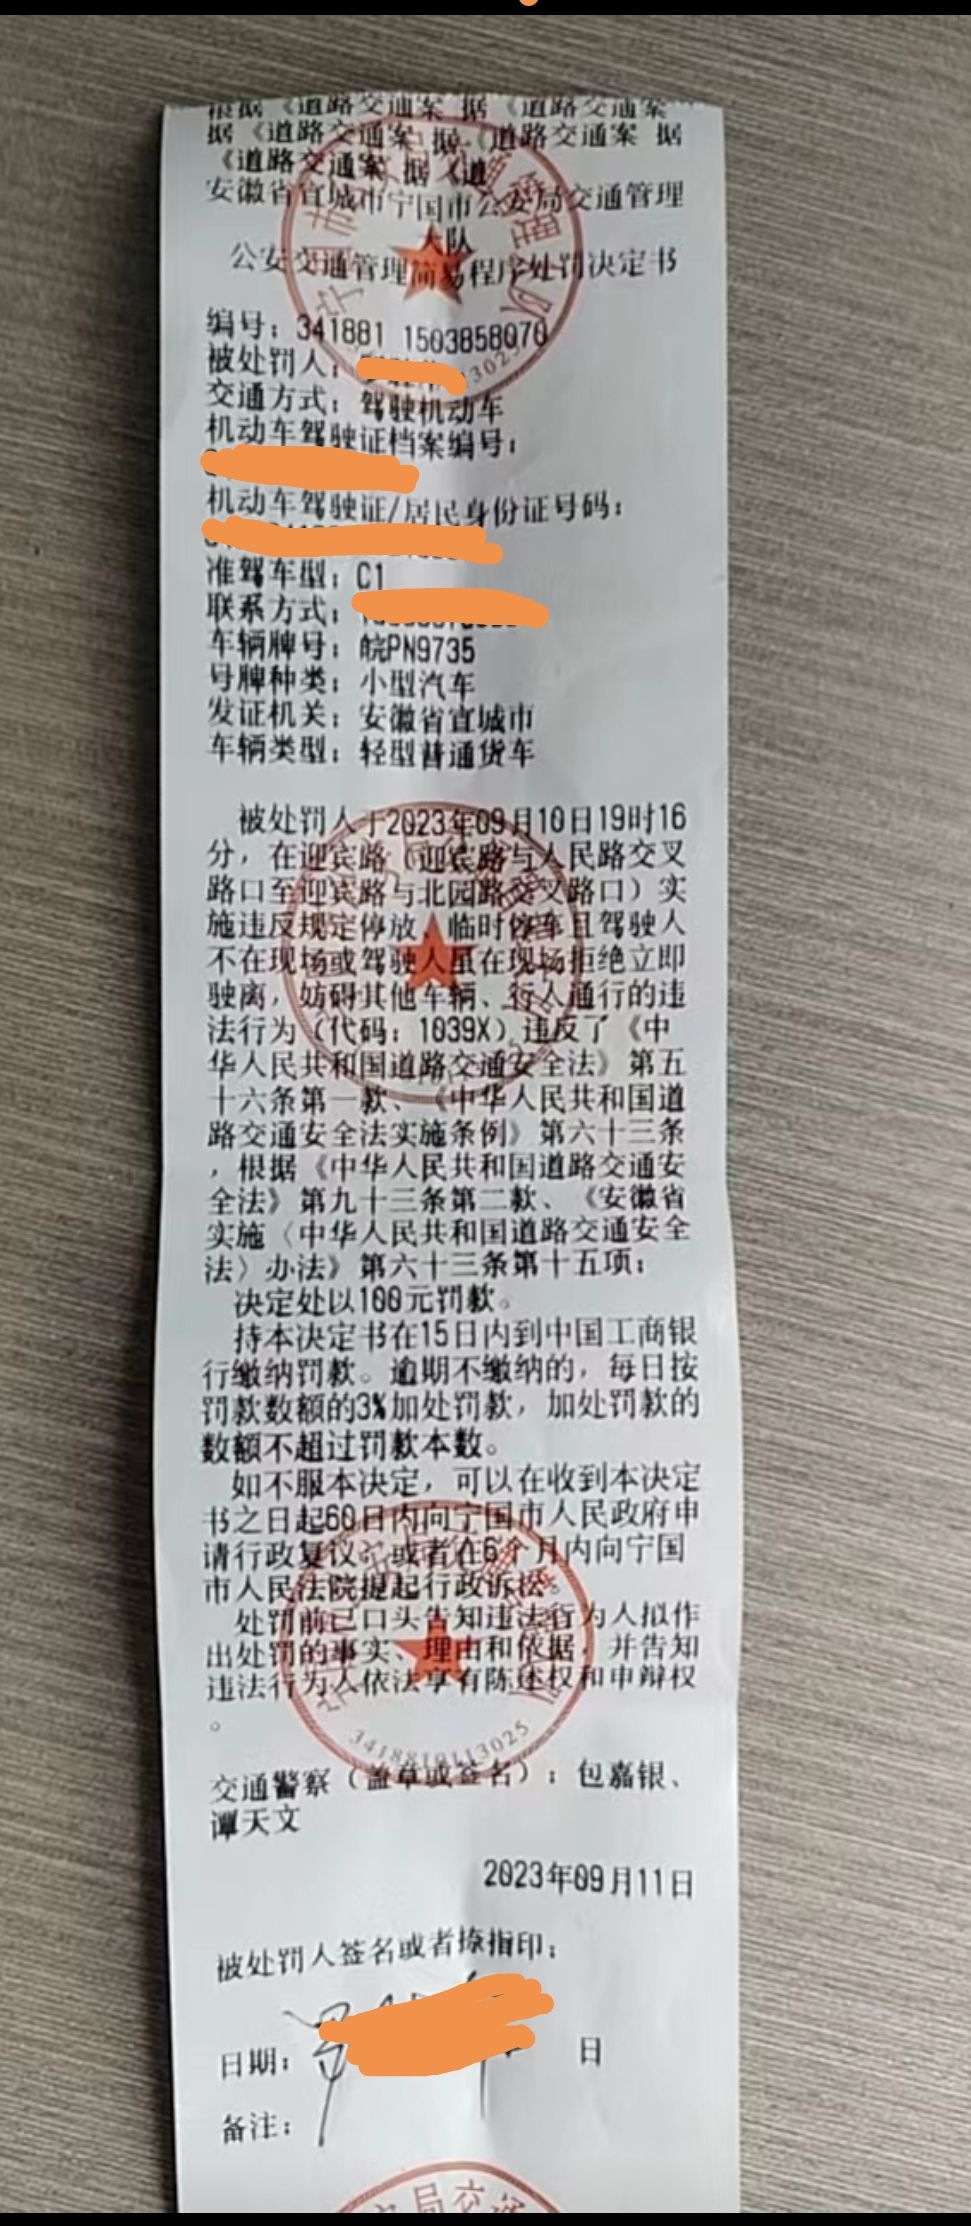 根据《道路交通案 据《道路交通案
据《道路交通案 据《道路交通案 据
《道路交通案 据《道
安徽省宣城市宁国市公安局交通管理
大队
公安交通管理简易程序处罚决定书
编号：341881 1503858070
被处罚人：
交通方式：驾驶机动车
机动车驾驶证档案编号：
机动车驾驶证/居民身份证号码：
准驾车型：C1
联系方式：
车辆牌号：皖PN9735
号牌种类：小型汽车
发证机关：安徽省宣城市
车辆类型：轻型普通货车
被处罚人于2023年09月10日19时16
分，在迎宾路（迎宾路与人民路交叉
路口至迎宾路与北园路交叉路口）实
施违反规定停放、临时停车且驾驶人
不在现场或驾驶人虽在现场拒绝立即
驶离，妨碍其他车辆、行人通行的违
法行为（代码：1039X）违反了《中
华人民共和国道路交通安全法》第五
十六条第一款、《中华人民共和国道
路交通安全法实施条例》第六十三条
，根据《中华人民共和国道路交通安
全法》第九十三条第二款、《安徽省
实施〈中华人民共和国道路交通安全
法〉办法》第六十三条第十五项：
决定处以100元罚款。
持本决定书在15日内到中国工商银
行缴纳罚款。逾期不缴纳的，每日按
罚款数额的3%加处罚款，加处罚款的
数额不超过罚款本数。
如不服本决定，可以在收到本决定
书之日起60日内向宁国市人民政府申
请行政复议；或者在6个月内向宁国
市人民法院提起行政诉讼。
处罚前已口头告知违法行为人拟作
出处罚的事实、理由和依据，并告知
违法行为人依法享有陈述权和申辩权
。
3418810113025
交通警察（盖章或签名）：包嘉银、
谭天文
2023年09月11日
被处罚人签名或者捺指印：
日期： 日
备注：
局交通